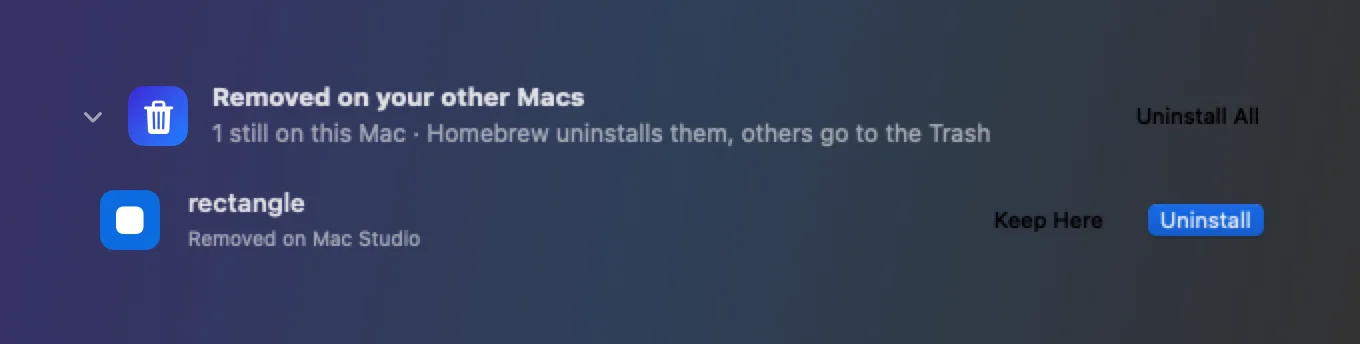 Removed on your other Macs
1 still on this Mac · Homebrew uninstalls them, others go to the Trash
Uninstall All
rectangle
Removed on Mac Studio
Keep Here
Uninstall